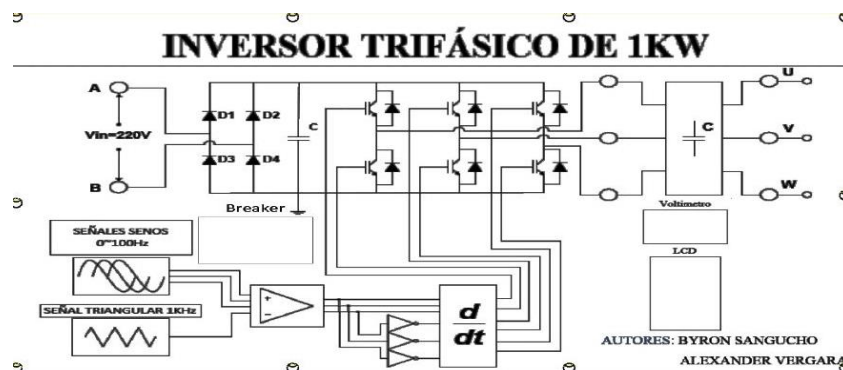 INVERSOR TRIFÁSICO DE 1KW
A
Vin=220V
B
D1
D2
D3
D4
C
C
U
V
W
Breaker
Voltímetro
LCD
SEÑALES SENOS
0~100Hz
SEÑAL TRIANGULAR 1KHz
+
−
d
dt
AUTORES: BYRON SANGUCHO
ALEXANDER VERGARA